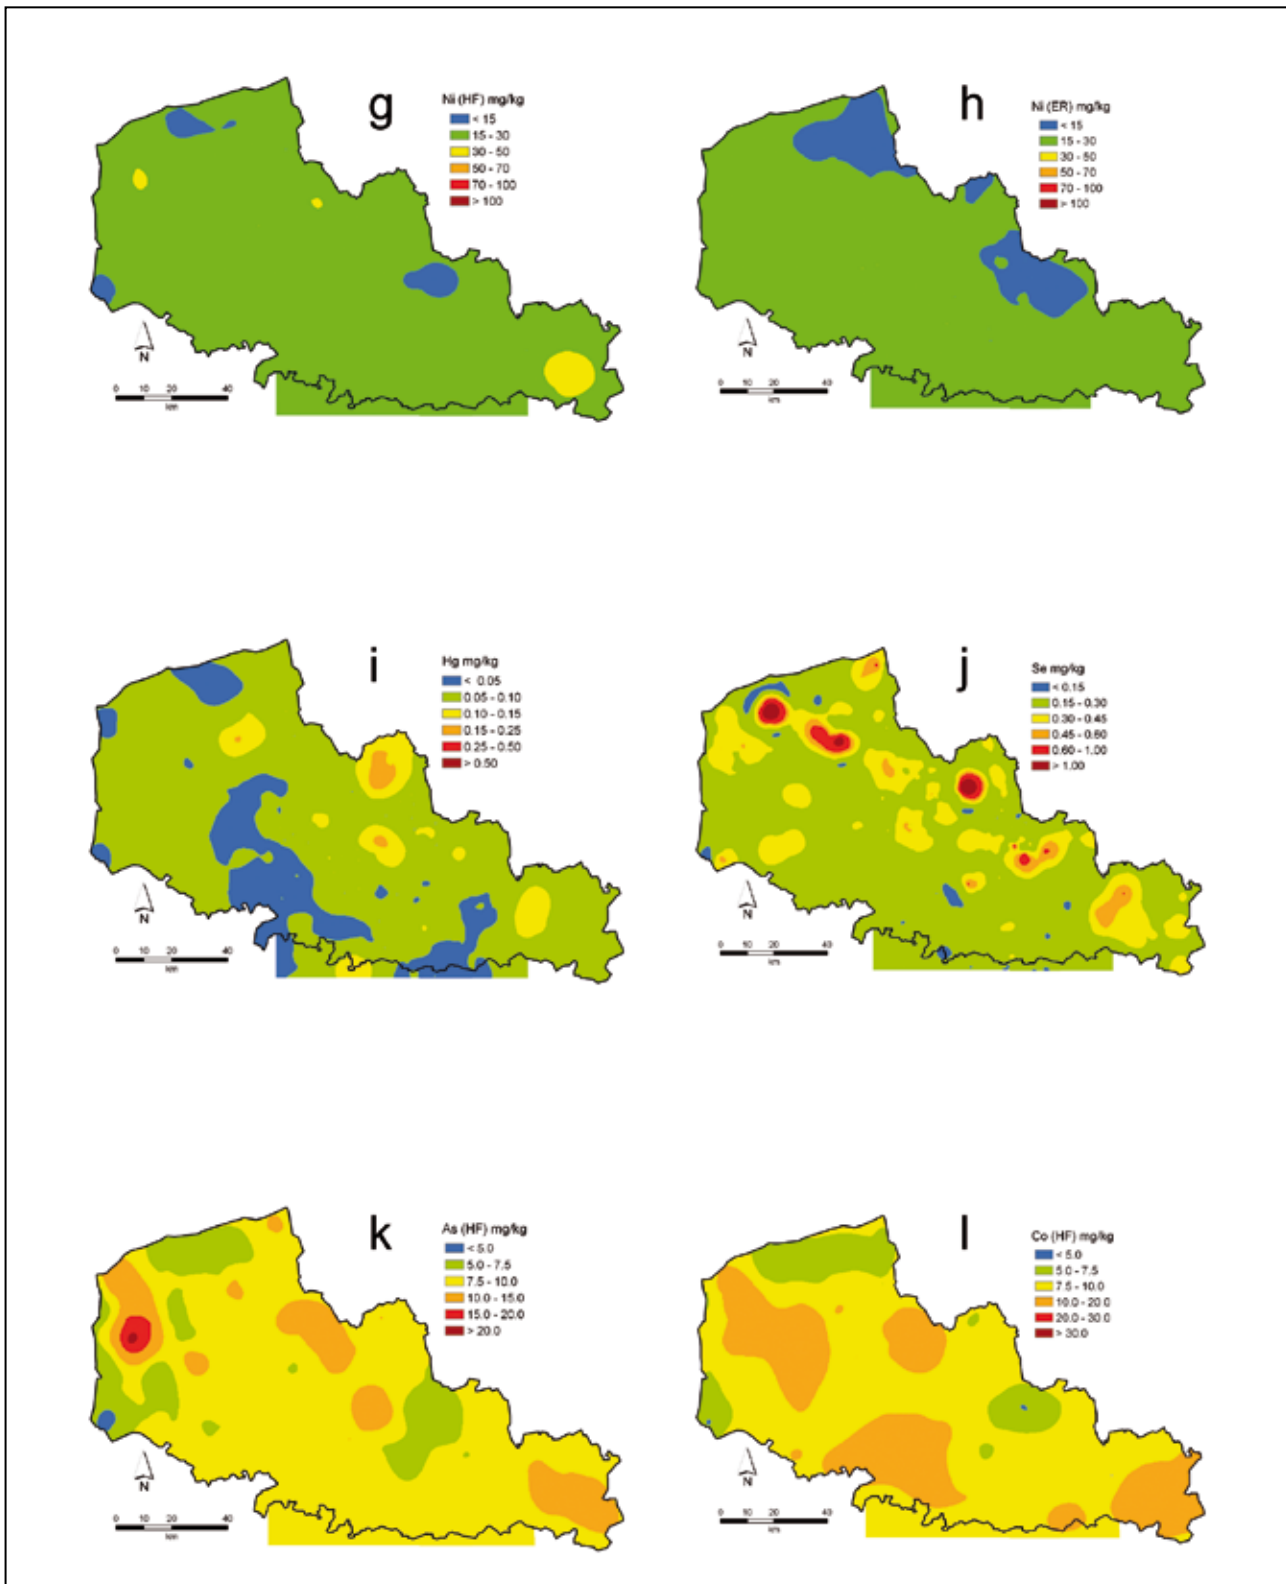 g
Ni (HF) mg/kg
< 15
15 - 30
30 - 50
50 - 70
70 - 100
> 100
N
0 10 20 40
km
h
Ni (ER) mg/kg
< 15
15 - 30
30 - 50
50 - 70
70 - 100
> 100
N
0 10 20 40
km
i
Hg mg/kg
< 0.05
0.05 - 0.10
0.10 - 0.15
0.15 - 0.25
0.25 - 0.50
> 0.50
N
0 10 20 40
km
j
Se mg/kg
< 0.15
0.15 - 0.30
0.30 - 0.45
0.45 - 0.60
0.60 - 1.00
> 1.00
N
0 10 20 40
km
k
As (HF) mg/kg
< 5.0
5.0 - 7.5
7.5 - 10.0
10.0 - 15.0
15.0 - 20.0
> 20.0
N
0 10 20 40
km
l
Co (HF) mg/kg
< 5.0
5.0 - 7.5
7.5 - 10.0
10.0 - 20.0
20.0 - 30.0
> 30.0
N
0 10 20 40
km